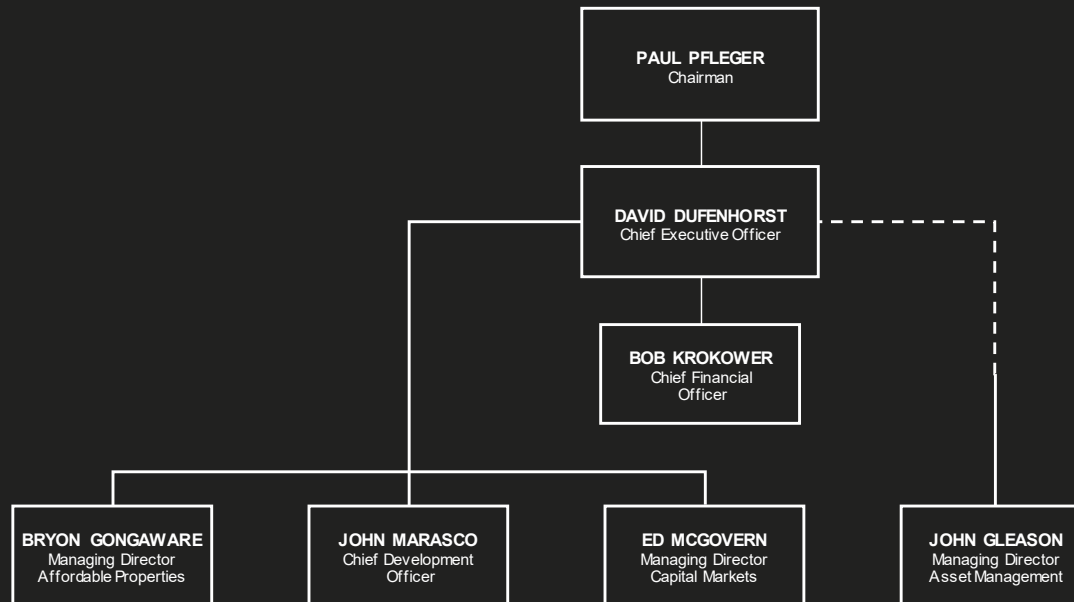 PAUL PFLEGER
Chairman
DAVID DUFENHORST
Chief Executive Officer
BOB KROKOWER
Chief Financial
Officer
BRYON GONGAWARE
Managing Director
Affordable Properties
JOHN MARASCO
Chief Development
Officer
ED MCGOVERN
Managing Director
Capital Markets
JOHN GLEASON
Managing Director
Asset Management